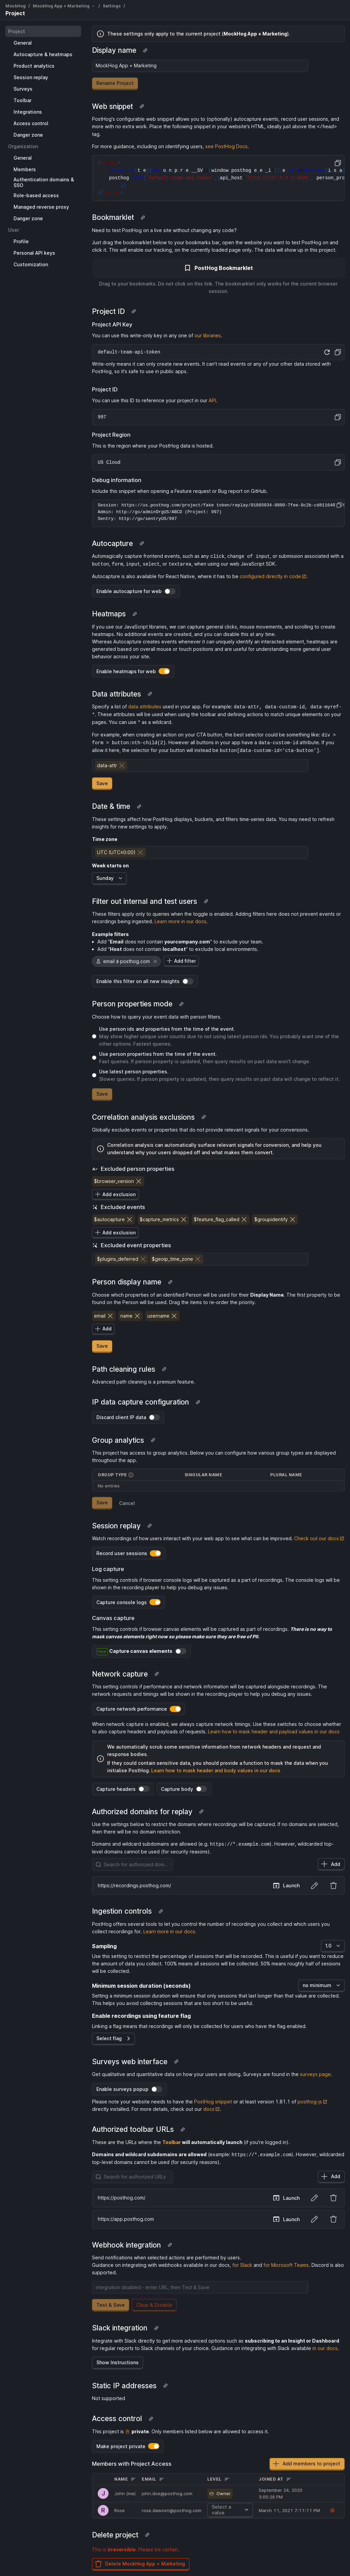 MockHog / MockHog App + Marketing / Settings /
Project
Project
General
Autocapture & heatmaps
Product analytics
Session replay
Surveys
Toolbar
Integrations
Access control
Danger zone
Organization
General
Members
Authentication domains & SSO
Role-based access
Managed reverse proxy
Danger zone
User
Profile
Personal API keys
Customization
These settings only apply to the current project (MockHog App + Marketing).
Display name
MockHog App + Marketing
Rename Project
Web snippet
PostHog's configurable web snippet allows you to (optionally) autocapture events, record user sessions, and more with no extra work. Place the following snippet in your website's HTML, ideally just above the </head> tag.
For more guidance, including on identifying users, see PostHog Docs.
Bookmarklet
Need to test PostHog on a live site without changing any code?
Just drag the bookmarklet below to your bookmarks bar, open the website you want to test PostHog on and click it. This will enable our tracking, on the currently loaded page only. The data will show up in this project.
PostHog Bookmarklet
Drag to your bookmarks. Do not click on this link. The bookmarklet only works for the current browser session.
Project ID
Project API Key
You can use this write-only key in any one of our libraries.
default-team-api-token
Write-only means it can only create new events. It can't read events or any of your other data stored with PostHog, so it's safe to use in public apps.
Project ID
You can use this ID to reference your project in our API.
997
Project Region
This is the region where your PostHog data is hosted.
US Cloud
Debug information
Include this snippet when opening a Feature request or Bug report on GitHub.
Admin: http://go/adminOrgUS/ABCD (Project: 997)
Sentry: http://go/sentryUS/997
Autocapture
Automatically capture frontend events, such as any click, change of input, or submission associated with a button, form, input, select, or textarea, when using our web JavaScript SDK.
Autocapture is also available for React Native, where it has to be configured directly in code.
Enable autocapture for web
Heatmaps
If you use our JavaScript libraries, we can capture general clicks, mouse movements, and scrolling to create heatmaps. No additional events are created, and you can disable this at any time.
Whereas Autocapture creates events whenever it can uniquely identify an interacted element, heatmaps are generated based on overall mouse or touch positions and are useful for understanding more general user behavior across your site.
Enable heatmaps for web
Data attributes
Specify a list of data attributes used in your app. For example: data-attr, data-custom-id, data-myref-*. These attributes will be used when using the toolbar and defining actions to match unique elements on your pages. You can use * as a wildcard.
For example, when creating an action on your CTA button, the best selector could be something like: div > form > button:nth-child(2). However all buttons in your app have a data-custom-id attribute. If you allow it here, the selector for your button will instead be button[data-custom-id='cta-button'].
data-attr
Save
Date & time
These settings affect how PostHog displays, buckets, and filters time-series data. You may need to refresh insights for new settings to apply.
Time zone
UTC (UTC±0:00)
Week starts on
Sunday
Filter out internal and test users
These filters apply only to queries when the toggle is enabled. Adding filters here does not prevent events or recordings being ingested. Learn more in our docs.
Example filters
Add "Email does not contain yourcompany.com" to exclude your team.
Add "Host does not contain localhost" to exclude local environments.
email ∌ posthog.com
Add filter
Enable this filter on all new insights
Person properties mode
Choose how to query your event data with person filters.
Use person ids and properties from the time of the event.
May show higher unique user counts due to not using latest person ids. You probably want one of the other options. Fastest queries.
Use person properties from the time of the event.
Fast queries. If person property is updated, then query results on past data won't change.
Use latest person properties.
Slower queries. If person property is updated, then query results on past data will change to reflect it.
Save
Correlation analysis exclusions
Globally exclude events or properties that do not provide relevant signals for your conversions.
Correlation analysis can automatically surface relevant signals for conversion, and help you understand why your users dropped off and what makes them convert.
Excluded person properties
$browser_version
Add exclusion
Excluded events
$autocapture $capture_metrics $feature_flag_called $groupidentify
Add exclusion
Excluded event properties
$plugins_deferred $geoip_time_zone
Person display name
Choose which properties of an identified Person will be used for their Display Name. The first property to be found on the Person will be used. Drag the items to re-order the priority.
email name username
Add
Save
Path cleaning rules
Advanced path cleaning is a premium feature.
IP data capture configuration
Discard client IP data
Group analytics
This project has access to group analytics. Below you can configure how various group types are displayed throughout the app.
GROUP TYPE SINGULAR NAME PLURAL NAME
No entries
Save Cancel
Session replay
Watch recordings of how users interact with your web app to see what can be improved. Check out our docs
Record user sessions
Log capture
This setting controls if browser console logs will be captured as a part of recordings. The console logs will be shown in the recording player to help you debug any issues.
Capture console logs
Canvas capture
This setting controls if browser canvas elements will be captured as part of recordings. There is no way to mask canvas elements right now so please make sure they are free of PII.
Capture canvas elements
Network capture
This setting controls if performance and network information will be captured alongside recordings. The network requests and timings will be shown in the recording player to help you debug any issues.
Capture network performance
When network capture is enabled, we always capture network timings. Use these switches to choose whether to also capture headers and payloads of requests. Learn how to mask header and payload values in our docs
We automatically scrub some sensitive information from network headers and request and response bodies.
If they could contain sensitive data, you should provide a function to mask the data when you initialise PostHog. Learn how to mask header and body values in our docs
Capture headers Capture body
Authorized domains for replay
Use the settings below to restrict the domains where recordings will be captured. If no domains are selected, then there will be no domain restriction.
Domains and wildcard subdomains are allowed (e.g. https://*.example.com). However, wildcarded top-level domains cannot be used (for security reasons).
Search for authorized dom...
Add
https://recordings.posthog.com/ Launch
Ingestion controls
PostHog offers several tools to let you control the number of recordings you collect and which users you collect recordings for. Learn more in our docs.
Sampling 1.0
Use this setting to restrict the percentage of sessions that will be recorded. This is useful if you want to reduce the amount of data you collect. 100% means all sessions will be collected. 50% means roughly half of sessions will be collected.
Minimum session duration (seconds) no minimum
Setting a minimum session duration will ensure that only sessions that last longer than that value are collected. This helps you avoid collecting sessions that are too short to be useful.
Enable recordings using feature flag
Linking a flag means that recordings will only be collected for users who have the flag enabled.
Select flag
Surveys web interface
Get qualitative and quantitative data on how your users are doing. Surveys are found in the surveys page.
Enable surveys popup
Please note your website needs to have the PostHog snippet or at least version 1.81.1 of posthog-js directly installed. For more details, check out our docs.
Authorized toolbar URLs
These are the URLs where the Toolbar will automatically launch (if you're logged in).
Domains and wildcard subdomains are allowed (example: https://*.example.com). However, wildcarded top-level domains cannot be used (for security reasons).
Search for authorized URLs
Add
https://posthog.com/ Launch
https://app.posthog.com Launch
Webhook integration
Send notifications when selected actions are performed by users.
Guidance on integrating with webhooks available in our docs, for Slack and for Microsoft Teams. Discord is also supported.
integration disabled - enter URL, then Test & Save
Test & Save Clear & Disable
Slack integration
Integrate with Slack directly to get more advanced options such as subscribing to an Insight or Dashboard for regular reports to Slack channels of your choice. Guidance on integrating with Slack available in our docs.
Show Instructions
Static IP addresses
Not supported
Access control
This project is private. Only members listed below are allowed to access it.
Make project private
Members with Project Access
Add members to project
NAME EMAIL LEVEL JOINED AT
J John (me) john.doe@posthog.com Owner September 24, 2020 3:05:26 PM
R Rose rose.dawson@posthog.com Select a value March 11, 2021 7:11:11 PM
Delete project
This is irreversible. Please be certain.
Delete MockHog App + Marketing